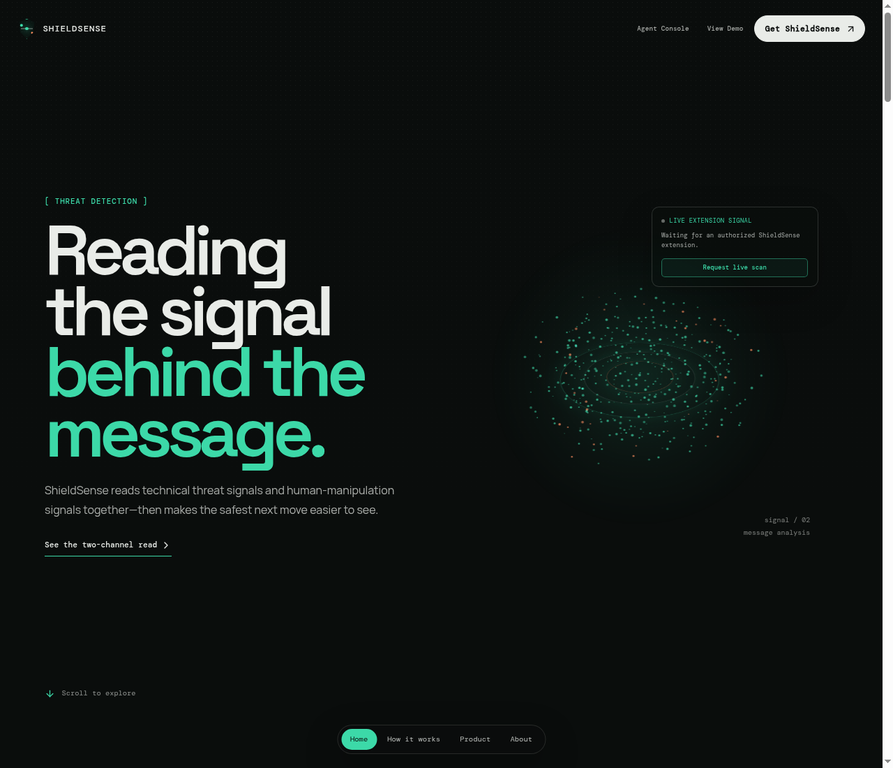 SHIELDSENSE
Agent Console
View Demo
Get ShieldSense
[ THREAT DETECTION ]
Reading
the signal
behind the
message.
ShieldSense reads technical threat signals and human-manipulation
signals together—then makes the safest next move easier to see.
See the two-channel read
LIVE EXTENSION SIGNAL
Waiting for an authorized ShieldSense
extension.
Request live scan
signal / 02
message analysis
Scroll to explore
Home
How it works
Product
About